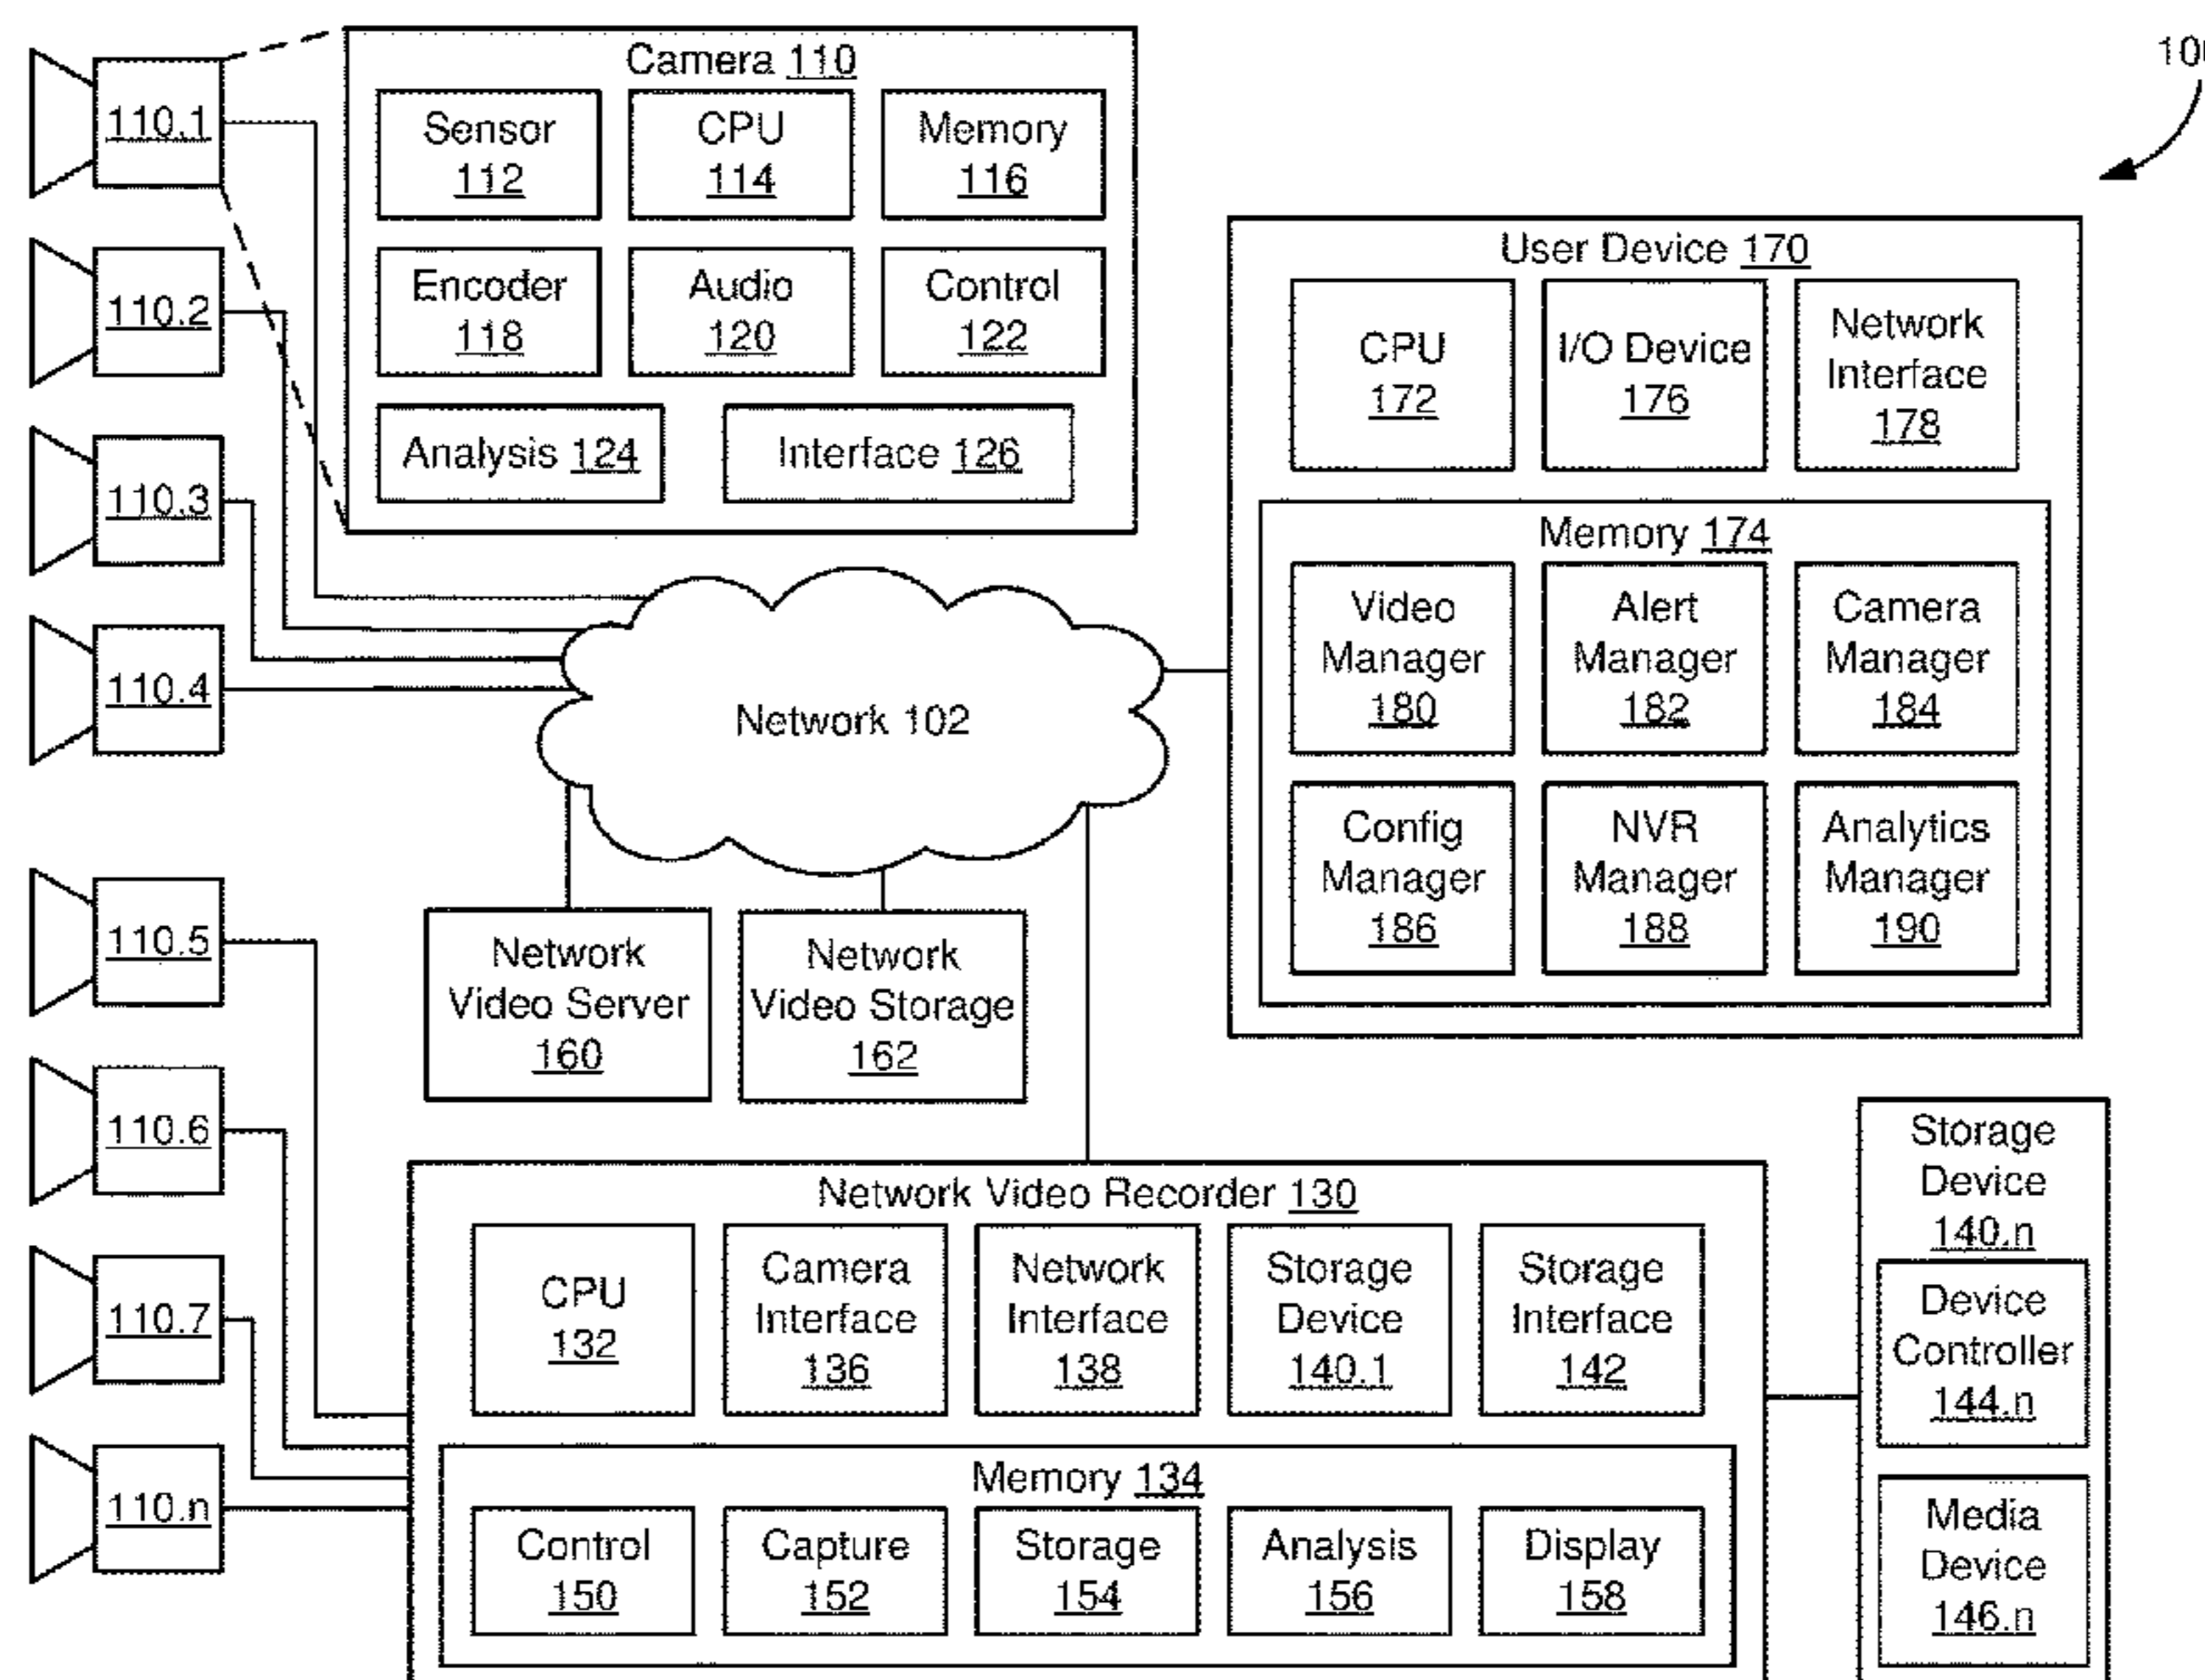 110.1
110.2
110.3
110.4
110.5
110.6
110.7
110.n
Camera 110
Sensor
112
CPU
114
Memory
116
Encoder
118
Audio
120
Control
122
Analysis 124
Interface 126
Network 102
Network
Video Server
160
Network
Video Storage
162
User Device 170
CPU
172
I/O Device
176
Network
Interface
178
Memory 174
Video
Manager
180
Alert
Manager
182
Camera
Manager
184
Config
Manager
186
NVR
Manager
188
Analytics
Manager
190
Network Video Recorder 130
CPU
132
Camera
Interface
136
Network
Interface
138
Storage
Device
140.1
Storage
Interface
142
Memory 134
Control
150
Capture
152
Storage
154
Analysis
156
Display
158
Storage
Device
140.n
Device
Controller
144.n
Media
Device
146.n